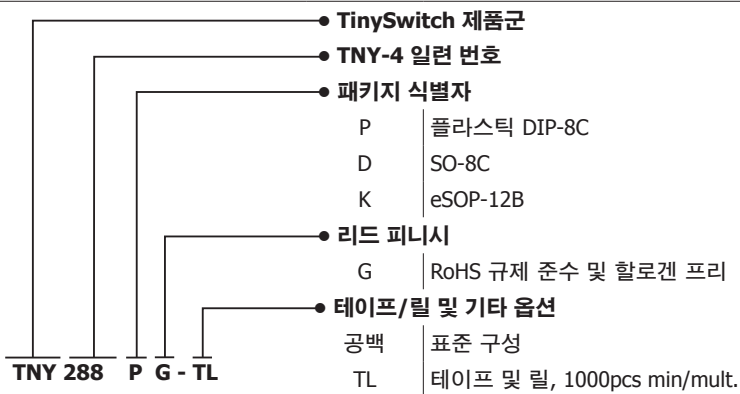 TinySwitch 제품군
TNY-4 일련 번호
패키지 식별자
P 플라스틱 DIP-8C
D SO-8C
K eSOP-12B
리드 피니시
G RoHS 규제 준수 및 할로겐 프리
테이프/릴 및 기타 옵션
공백 표준 구성
TL 테이프 및 릴, 1000pcs min/mult.
TNY 288 P G - TL